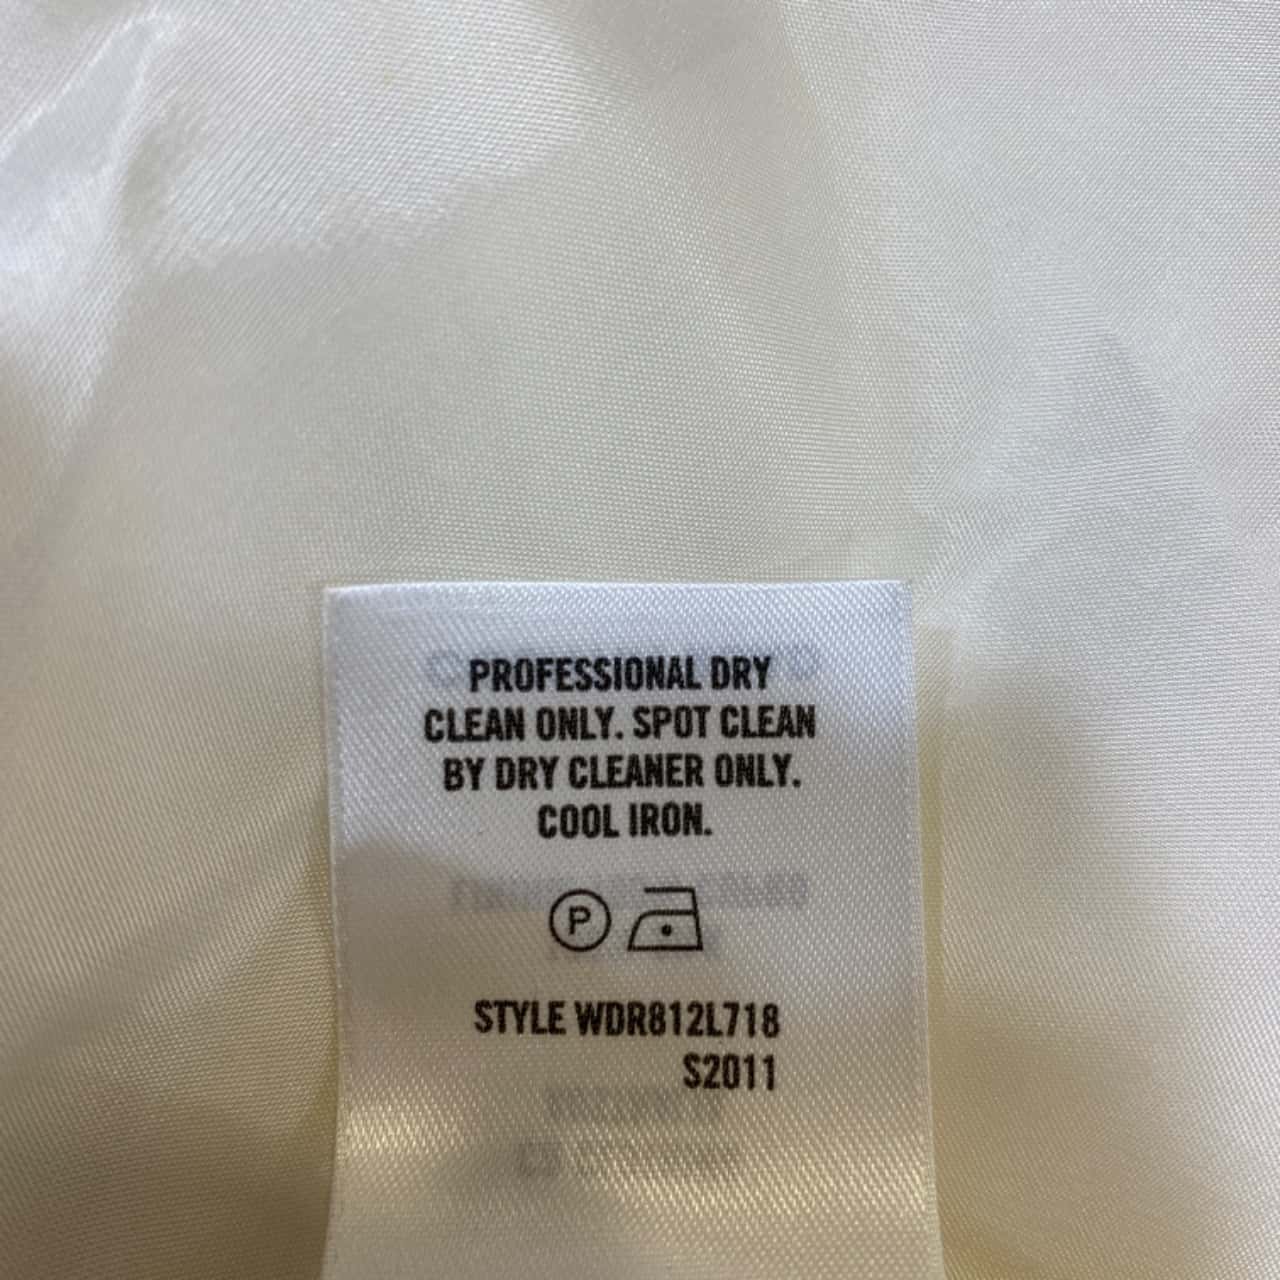 PROFESSIONAL DRY
CLEAN ONLY. SPOT CLEAN
BY DRY CLEANER ONLY.
COOL IRON.
P
STYLE WDR812L718
S2011